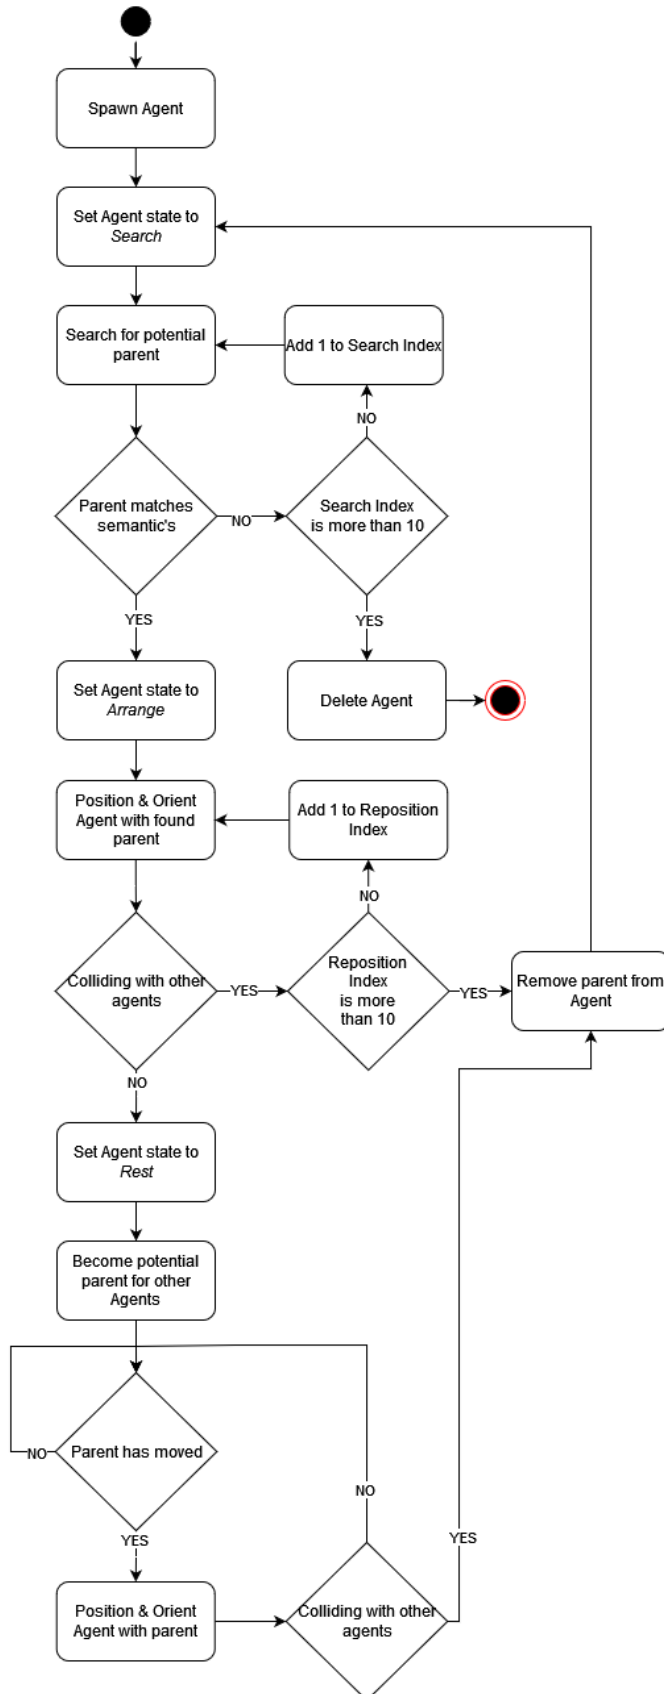 Spawn Agent
Set Agent state to
Search
Search for potential
parent
Add 1 to Search Index
NO
Parent matches
semantic's
NO
Search Index
is more than 10
YES
YES
Set Agent state to
Arrange
Delete Agent
Position & Orient
Agent with found
parent
Add 1 to Reposition
Index
NO
Colliding with other
agents
YES
Reposition
Index
is more
than 10
YES
Remove parent from
Agent
NO
Set Agent state to
Rest
Become potential
parent for other
Agents
Parent has moved
NO
NO
YES
YES
Position & Orient
Agent with parent
Colliding with other
agents